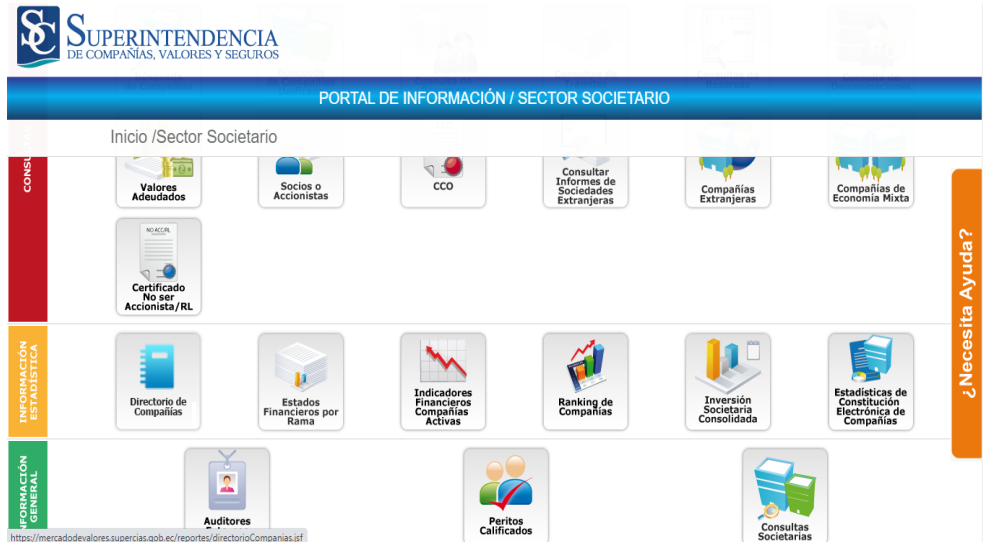 SC
SUPERINTENDENCIA
DE COMPAÑÍAS, VALORES Y SEGUROS
PORTAL DE INFORMACIÓN / SECTOR SOCIETARIO
Inicio /Sector Societario
Valores
Adeudados
Socios o
Accionistas
CCO
Consultar
Informes de
Sociedades
Extranjeras
Compañías
Extranjeras
Compañías de
Economía Mixta
NO ACC/RL
Certificado
No ser
Accionista/RL
INFORMACIÓN
ESTADÍSTICA
Directorio de
Compañías
Estados
Financieros por
Rama
Indicadores
Financieros
Compañías
Activas
Ranking de
Compañías
Inversión
Societaria
Consolidada
Estadísticas de
Constitución
Electrónica de
Compañías
GENERAL
Auditores
Peritos
Calificados
Consultas
Societarias
¿Necesita Ayuda?
https://mercadodevalores.supercias.gob.ec/reportes/directorioCompanias.jsf